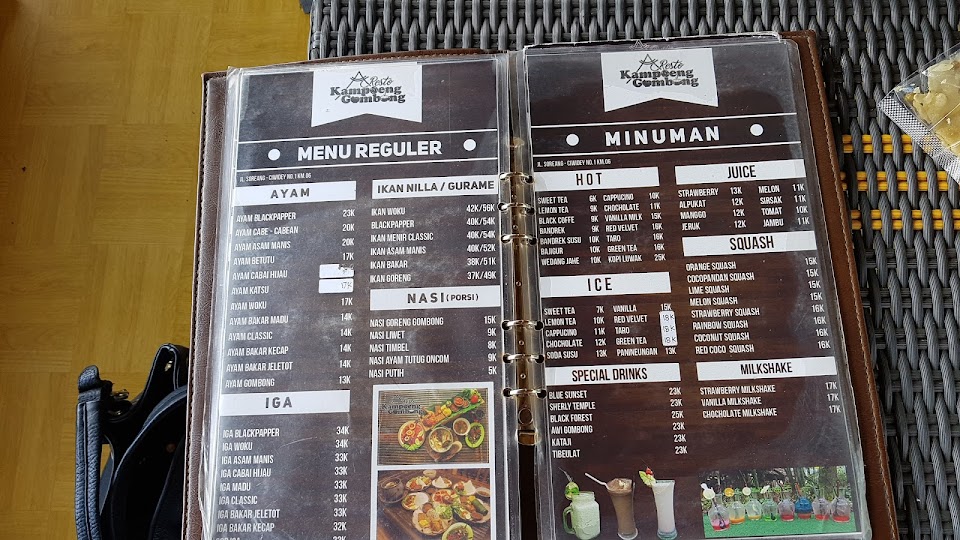 Resto
Kampoeng
Gombong
MENU REGULER
JL. SOREANG - CIWIDEY NO. 1 KM.06
AYAM
AYAM BLACKPAPPER 23K
AYAM CABE - CABEAN 20K
AYAM ASAM MANIS 20K
AYAM BETUTU 17K
AYAM CABAI HIJAU
AYAM KATSU 17K
AYAM WOKU 17K
AYAM BAKAR MADU 14K
AYAM CLASSIC 14K
AYAM BAKAR KECAP 14K
AYAM BAKAR JELETOT 14K
AYAM GOMBONG 13K
IGA
IGA BLACKPAPPER 34K
IGA WOKU 34K
IGA ASAM MANIS 33K
IGA CABAI HIJAU 33K
IGA MADU 33K
IGA CLASSIC 33K
IGA BAKAR JELETOT 33K
IGA BAKAR KECAP 32K
IKAN NILLA / GURAME
IKAN WOKU 42K/56K
BLACKPAPPER 40K/54K
IKAN MENIR CLASSIC 40K/54K
IKAN ASAM MANIS 40K/52K
IKAN BAKAR 38K/51K
IKAN GORENG 37K/49K
NASI (PORSI)
NASI GORENG GOMBONG 15K
NASI LIWET 9K
NASI TIMBEL 8K
NASI AYAM TUTUG ONCOM 9K
NASI PUTIH 5K
Kampoeng
Gombong
Resto
Kampoeng
Gombong
MINUMAN
JL. SOREANG - CIWIDEY NO. 1 KM.06
HOT
SWEET TEA 6K
LEMON TEA 9K
BLACK COFFE 9K
BANDREK 9K
BANDREK SUSU 10K
BAJIGUR 10K
WEDANG JAHE 10K
CAPPUCINO 10K
CHOCHOLATE 11K
VANILLA MILK 15K
RED VELVET 16K
TARO 16K
GREEN TEA 16K
KOPI LUWAK 25K
ICE
SWEET TEA 7K
LEMON TEA 10K
CAPPUCINO 11K
CHOCHOLATE 12K
SODA SUSU 13K
VANILLA 15K
RED VELVET 18K
TARO 18K
GREEN TEA 18K
PANINEUNGAN 13K
SPECIAL DRINKS
BLUE SUNSET 23K
SHERLY TEMPLE 23K
BLACK FOREST 25K
AWI GOMBONG 23K
KATAJI 23K
TIBEULAT 23K
JUICE
STRAWBERRY 13K
ALPUKAT 12K
MANGGO 12K
JERUK 12K
MELON 11K
SIRSAK 11K
TOMAT 10K
JAMBU 11K
SQUASH
ORANGE SQUASH 15K
COCOPANDAN SQUASH 15K
LIME SQUASH 15K
MELON SQUASH 15K
STRAWBERRY SQUASH 16K
RAINBOW SQUASH 16K
COCONUT SQUASH 16K
RED COCO SQUASH 16K
MILKSHAKE
STRAWBERRY MILKSHAKE 17K
VANILLA MILKSHAKE 17K
CHOCHOLATE MILKSHAKE 17K